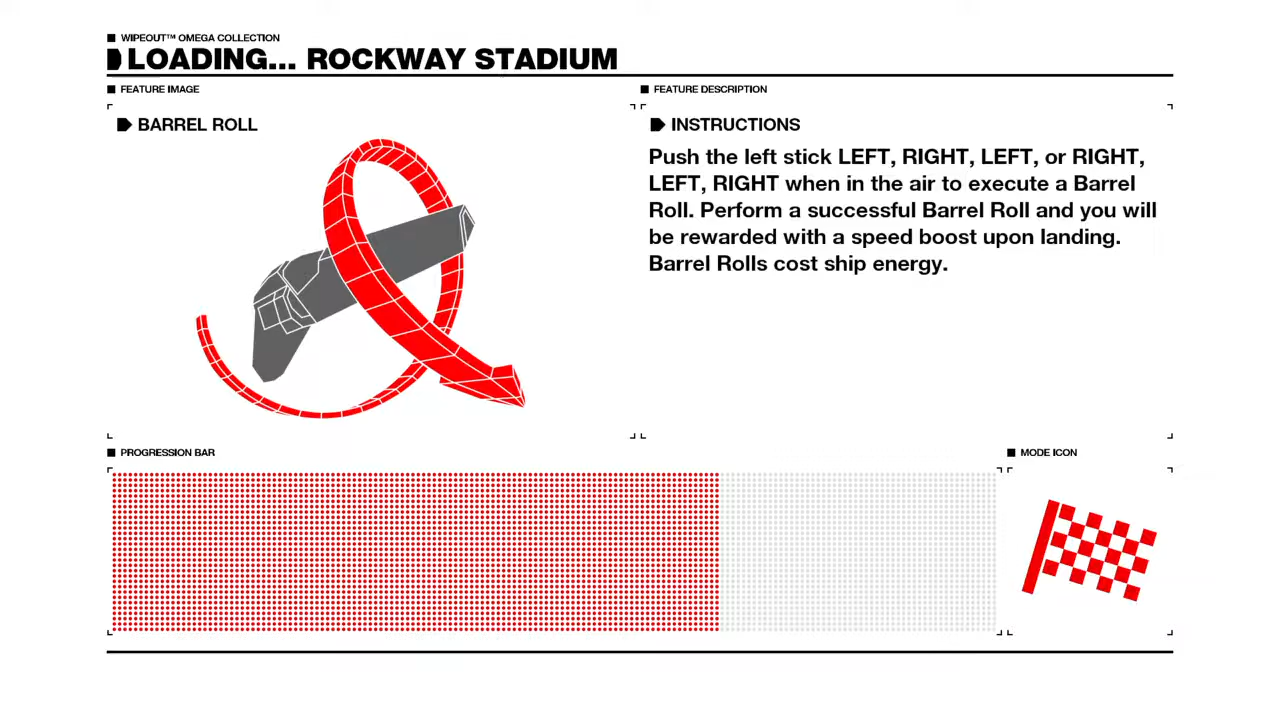 WIPEOUT™ OMEGA COLLECTION
LOADING... ROCKWAY STADIUM
FEATURE IMAGE
FEATURE DESCRIPTION
BARREL ROLL
INSTRUCTIONS
Push the left stick LEFT, RIGHT, LEFT, or RIGHT,
LEFT, RIGHT when in the air to execute a Barrel
Roll. Perform a successful Barrel Roll and you will
be rewarded with a speed boost upon landing.
Barrel Rolls cost ship energy.
PROGRESSION BAR
MODE ICON